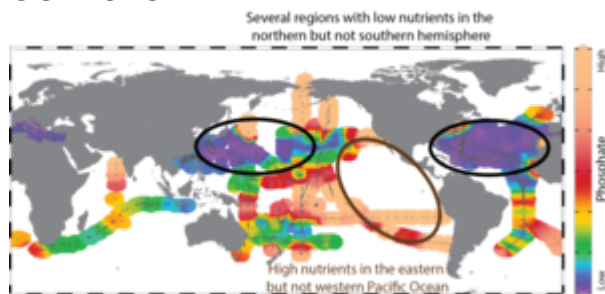 Several regions with low nutrients in the
northern but not southern hemisphere
High
Phosphate
Low
High nutrients in the eastern
but not western Pacific Ocean